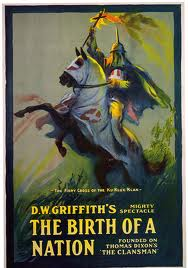 - THE FIERY CROSS OF THE KU KLUX KLAN -
D.W. GRIFFITH'S MIGHTY SPECTACLE
THE BIRTH OF A
NATION FOUNDED ON THOMAS DIXON'S "THE CLANSMAN"